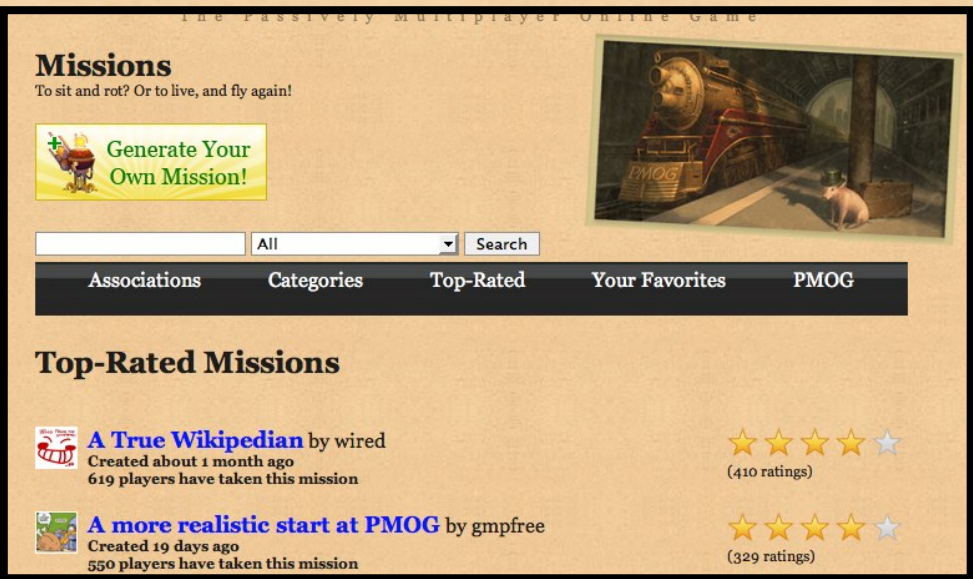 The Passively Multiplayer Online Game
Missions
To sit and rot? Or to live, and fly again!
Generate Your
Own Mission!
PMOG
All
Search
Associations
Categories
Top-Rated
Your Favorites
PMOG
Top-Rated Missions
A True Wikipedian by wired
Created about 1 month ago
619 players have taken this mission
(410 ratings)
A more realistic start at PMOG by gmpfree
Created 19 days ago
550 players have taken this mission
(329 ratings)